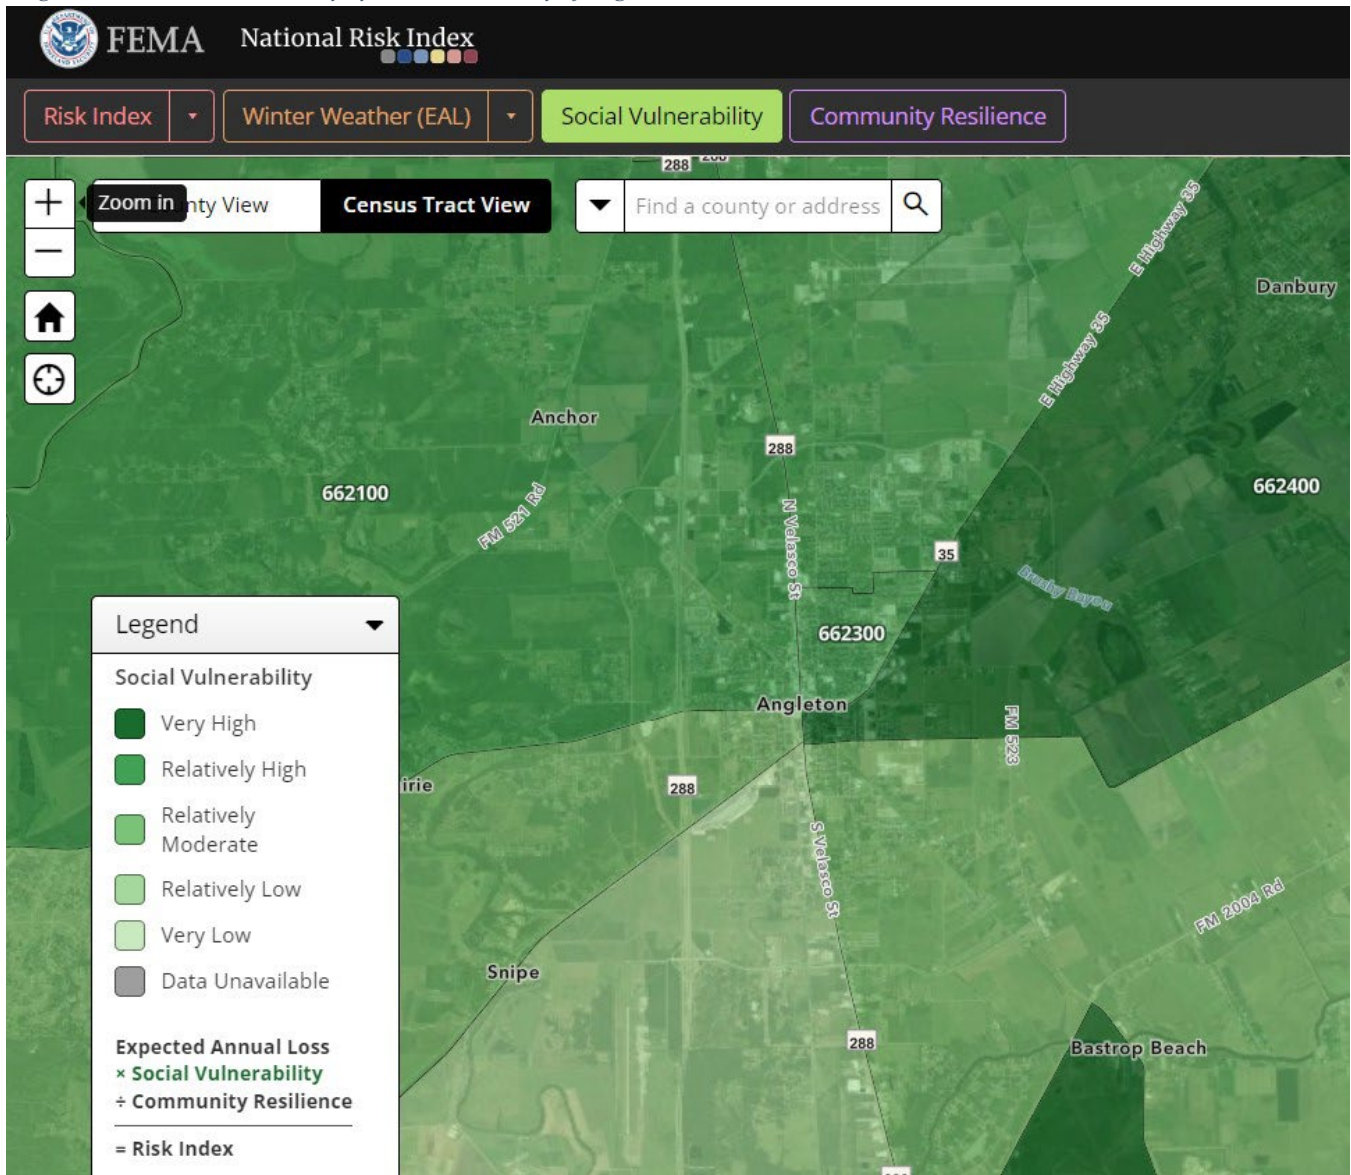 FEMA
National Risk Index
Risk Index
Winter Weather (EAL)
Social Vulnerability
Community Resilience
288
Zoom in
nty View
Census Tract View
Find a county or address
E Highway 35
Danbury
E Highway 35
Anchor
288
662100
662400
FM 521 Rd
N Velasco St
35
Brushy Bayou
662300
Angleton
FM 523
irie
288
S Velasco St
FM 2004 Rd
Snipe
288
Bastrop Beach
Legend
Social Vulnerability
Very High
Relatively High
Relatively
Moderate
Relatively Low
Very Low
Data Unavailable
Expected Annual Loss
× Social Vulnerability
÷ Community Resilience
= Risk Index